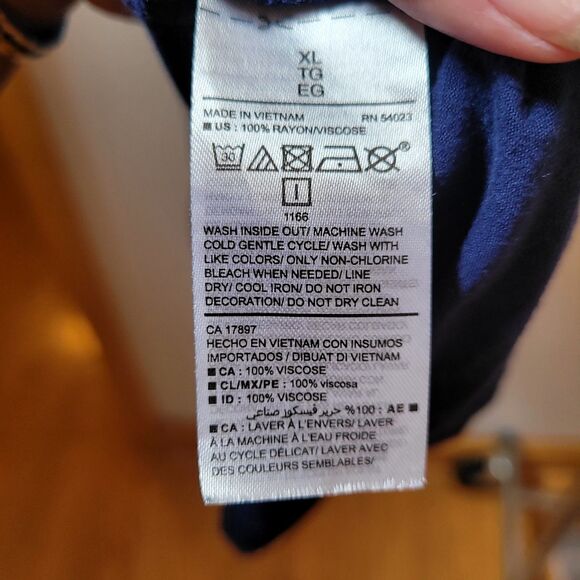 XL
TG
EG
MADE IN VIETNAM RN 54023
■ US : 100% RAYON/VISCOSE
30
®
1166
WASH INSIDE OUT/ MACHINE WASH
COLD GENTLE CYCLE/ WASH WITH
LIKE COLORS/ ONLY NON-CHLORINE
BLEACH WHEN NEEDED/ LINE
DRY/ COOL IRON/ DO NOT IRON
DECORATION/ DO NOT DRY CLEAN
CA 17897
HECHO EN VIETNAM CON INSUMOS
IMPORTADOS / DIBUAT DI VIETNAM
■ CA : 100% VISCOSE
■ CL/MX/PE : 100% viscosa
■ ID : 100% VISCOSE
■ AE : 100% حرير فيسكوز صناعي
■ CA : LAVER À L'ENVERS/ LAVER
À LA MACHINE À L'EAU FROIDE
AU CYCLE DÉLICAT/ LAVER AVEC
DES COULEURS SEMBLABLES/